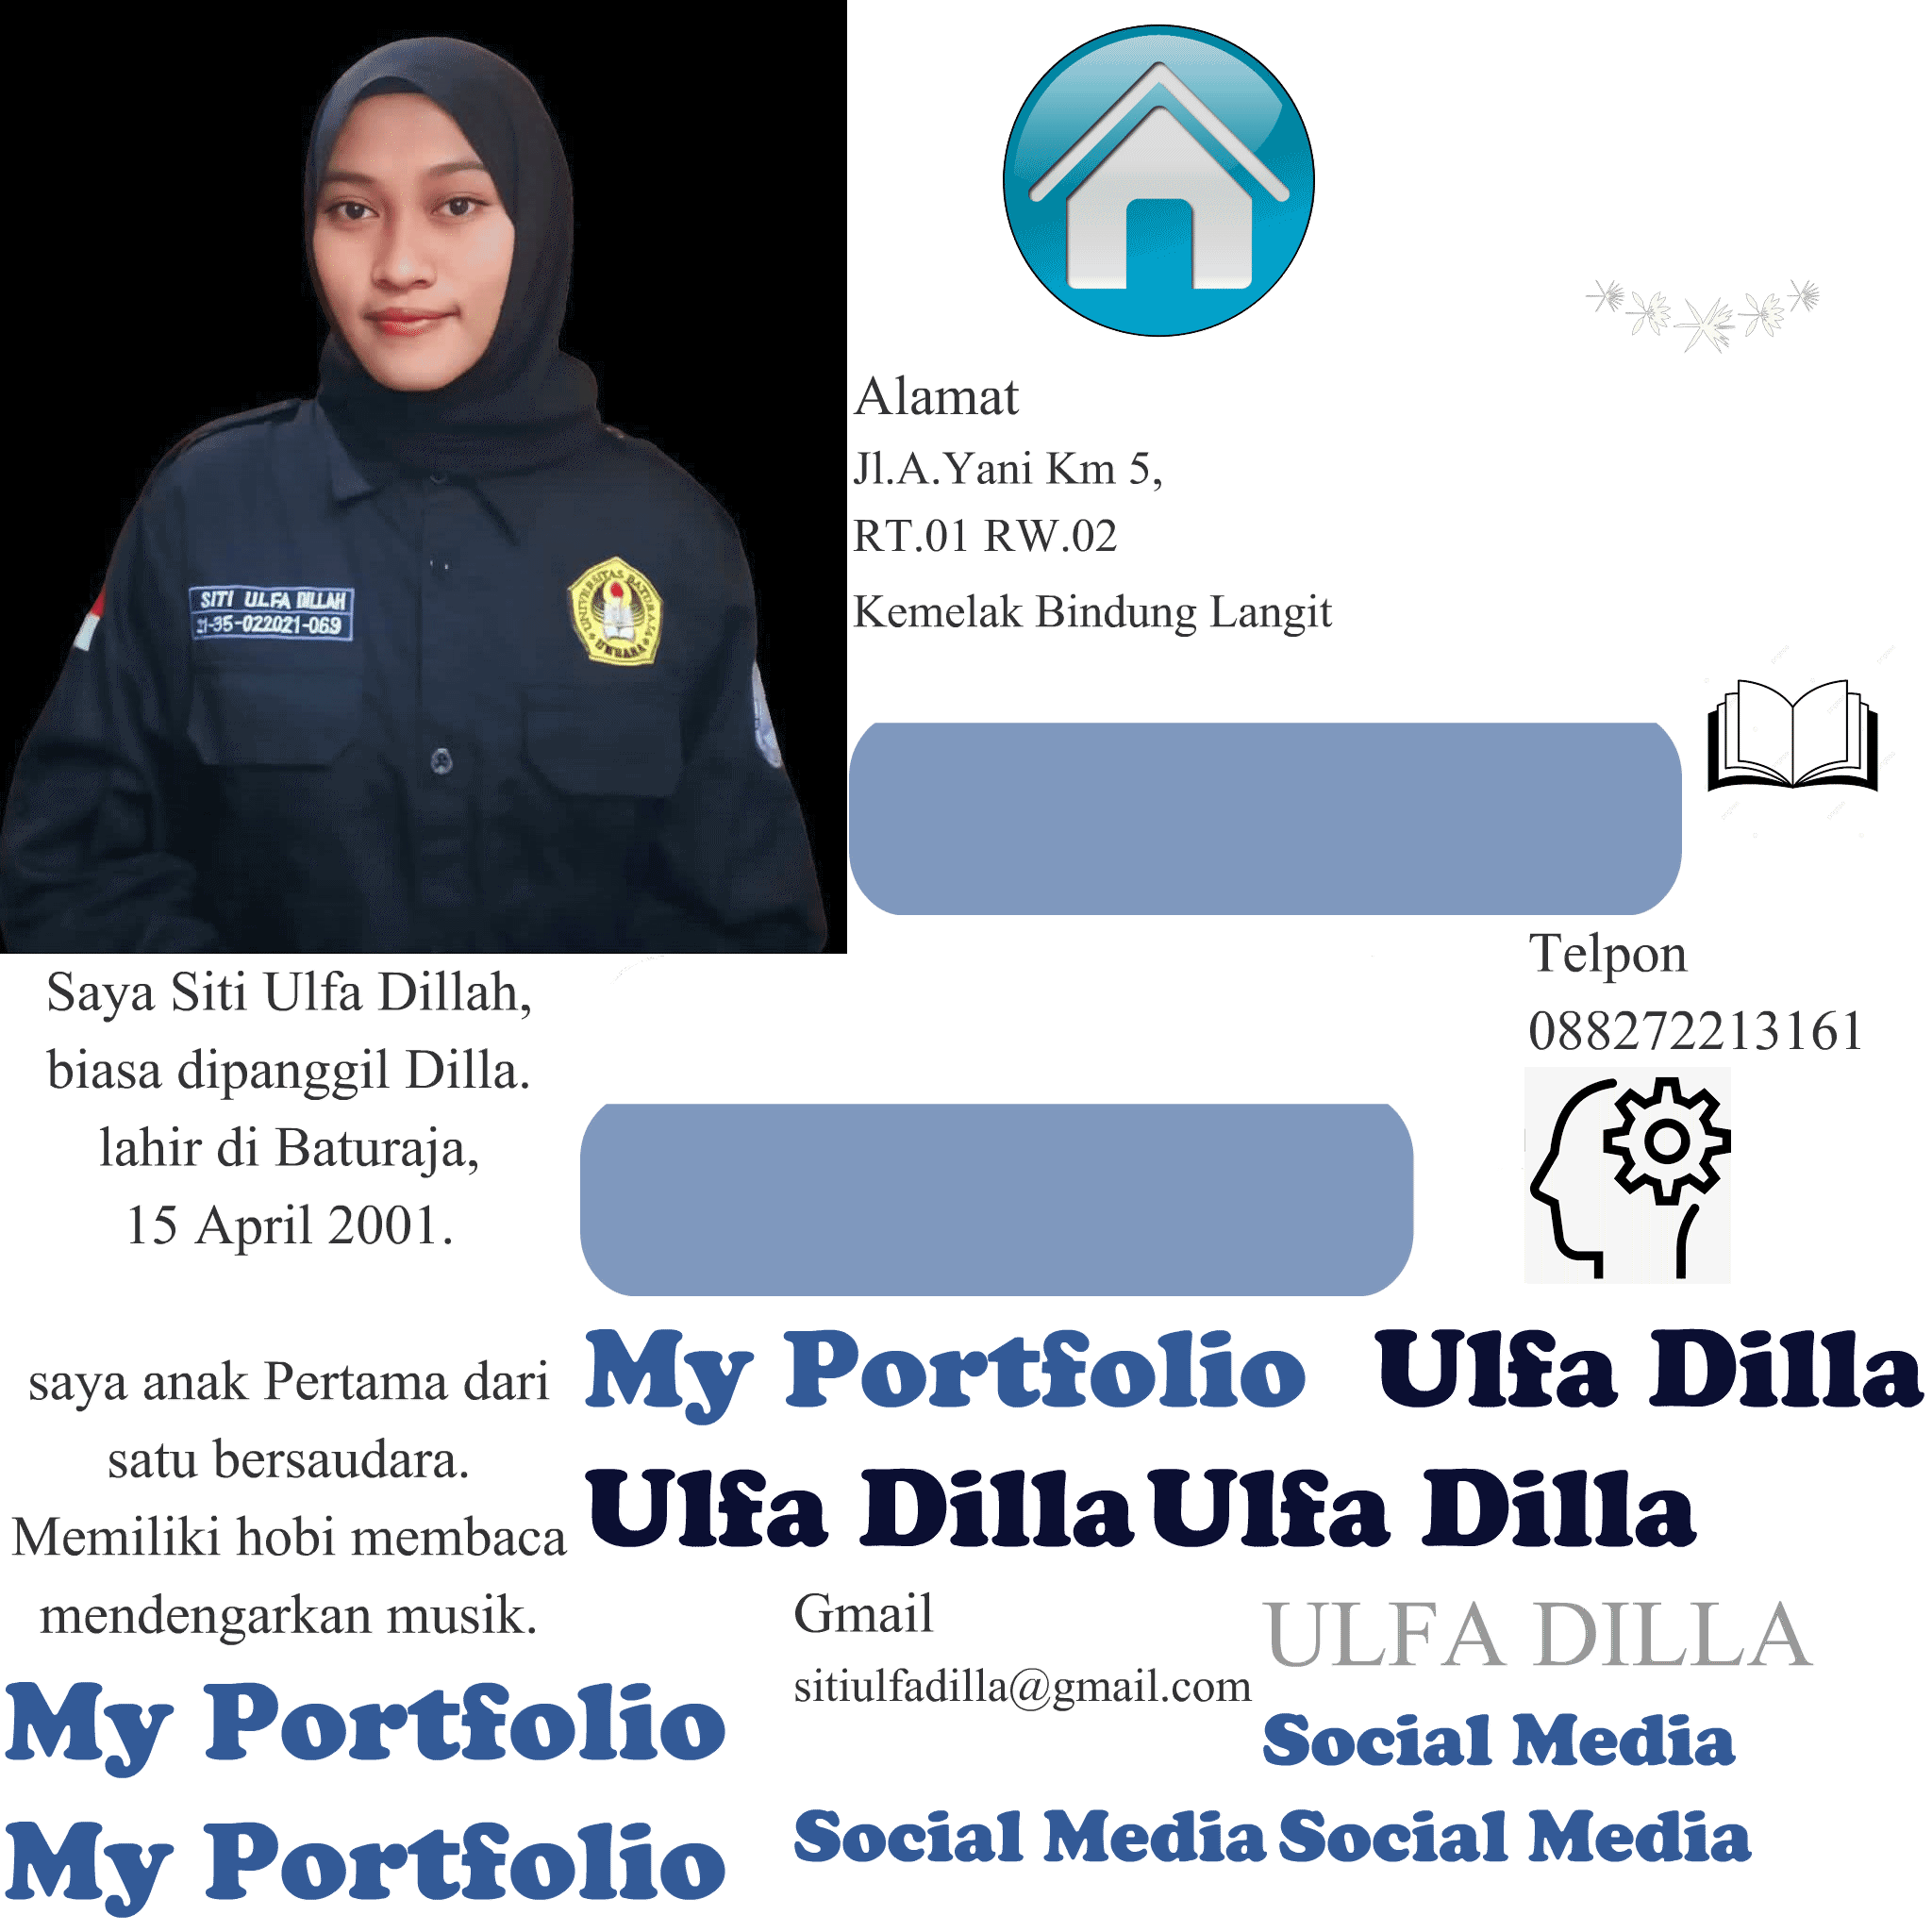 SITI ULFA DILLAH
21-35-022021-069
UNIVERSITAS BATURAJA
UNBARA
Alamat
Jl.A.Yani Km 5,
RT.01 RW.02
Kemelak Bindung Langit
Telpon
088272213161
Saya Siti Ulfa Dillah,
biasa dipanggil Dilla.
lahir di Baturaja,
15 April 2001.
saya anak Pertama dari
satu bersaudara.
Memiliki hobi membaca
mendengarkan musik.
My Portfolio
Ulfa Dilla
Ulfa Dilla
Ulfa Dilla
Gmail
sitiulfadilla@gmail.com
ULFA DILLA
Social Media
My Portfolio
My Portfolio
Social Media
Social Media